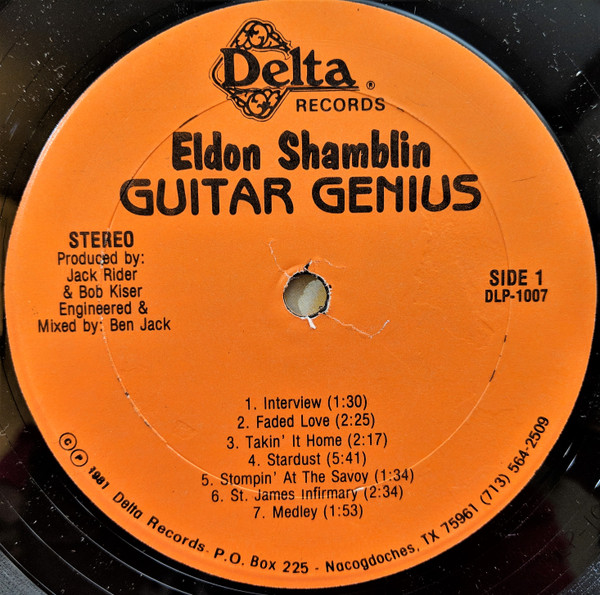 Delta ®
RECORDS
Eldon Shamblin
GUITAR GENIUS
STEREO
Produced by:
Jack Rider
& Bob Kiser
Engineered &
Mixed by: Ben Jack
SIDE 1
DLP-1007
1. Interview (1:30)
2. Faded Love (2:25)
3. Takin' It Home (2:17)
4. Stardust (5:41)
5. Stompin' At The Savoy (1:34)
6. St. James Infirmary (2:34)
7. Medley (1:53)
© ℗ 1981 Delta Records- P.O. Box 225 - Nacogdoches, TX 75961 (713) 564-2509